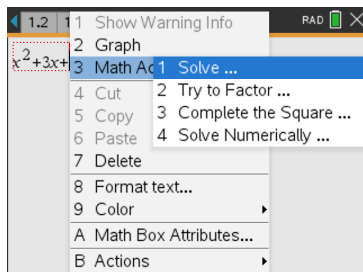 1.2 1
RAD
x²+3x+
1 Show Warning Info
2 Graph
3 Math Ac
4 Cut
5 Copy
6 Paste
7 Delete
8 Format text...
9 Color
A Math Box Attributes...
B Actions
1 Solve ...
2 Try to Factor ...
3 Complete the Square ...
4 Solve Numerically ...